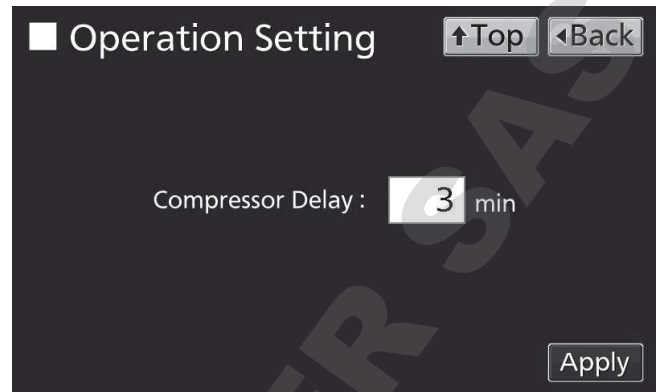 Operation Setting
↑Top
◂Back
Compressor Delay : 3 min
Apply